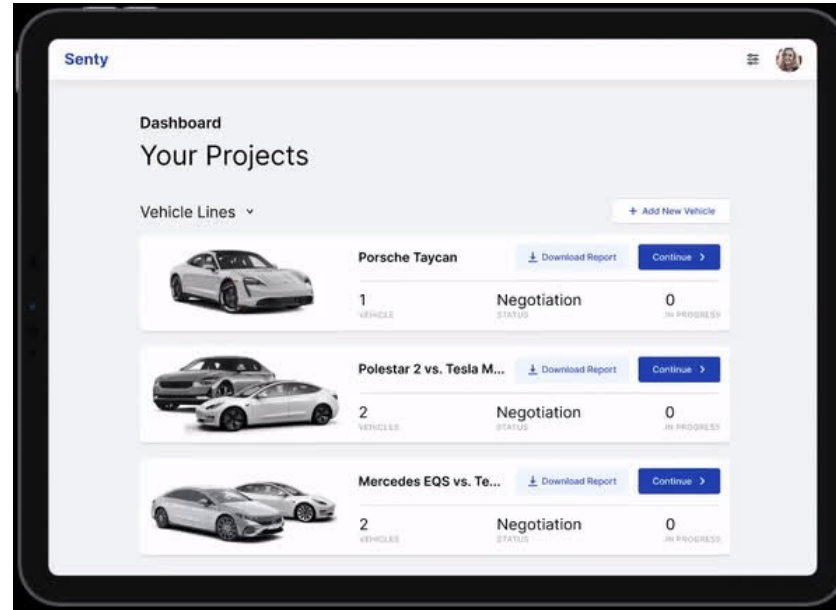 Senty
Dashboard
Your Projects
Vehicle Lines
+ Add New Vehicle
Porsche Taycan
Download Report
Continue
1
VEHICLE
Negotiation
STATUS
0
IN PROGRESS
Polestar 2 vs. Tesla M...
Download Report
Continue
2
VEHICLES
Negotiation
STATUS
0
IN PROGRESS
Mercedes EQS vs. Te...
Download Report
Continue
2
VEHICLES
Negotiation
STATUS
0
IN PROGRESS